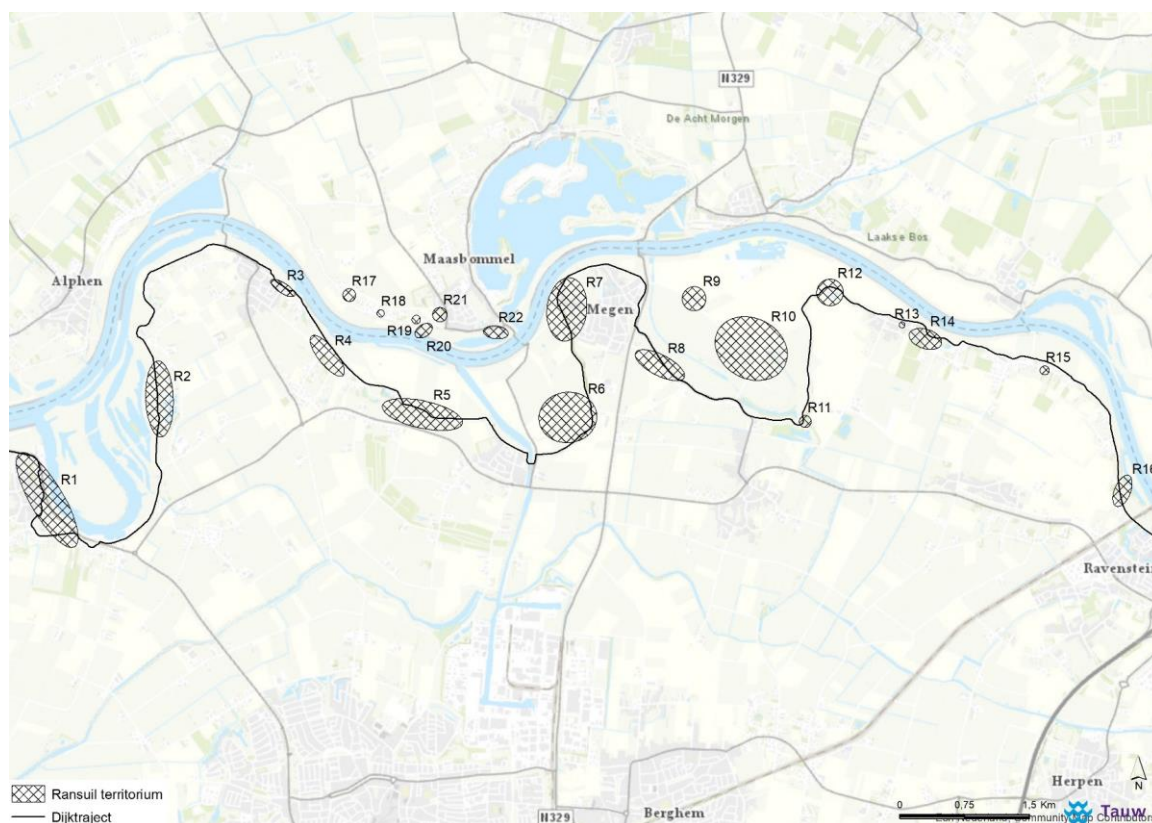 N329
De Acht Morgen
Laakse Bos
Alphen
Maasbommel
Megen
R3
R17
R18
R21
R19
R20
R22
R7
R9
R12
R10
R13
R14
R4
R8
R15
R2
R5
R6
R11
R1
R16
Ravenstein
Herpen
N
Ransuil territorium
Dijktraject
N329
Berghem
0 0,75 1,5 Km
Tauw